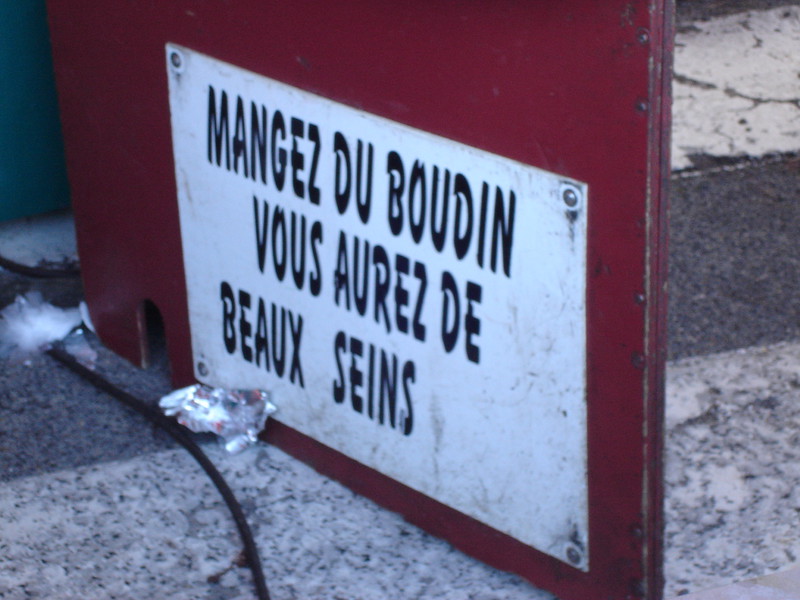 MANGEZ DU BOUDIN
VOUS AUREZ DE
BEAUX SEINS